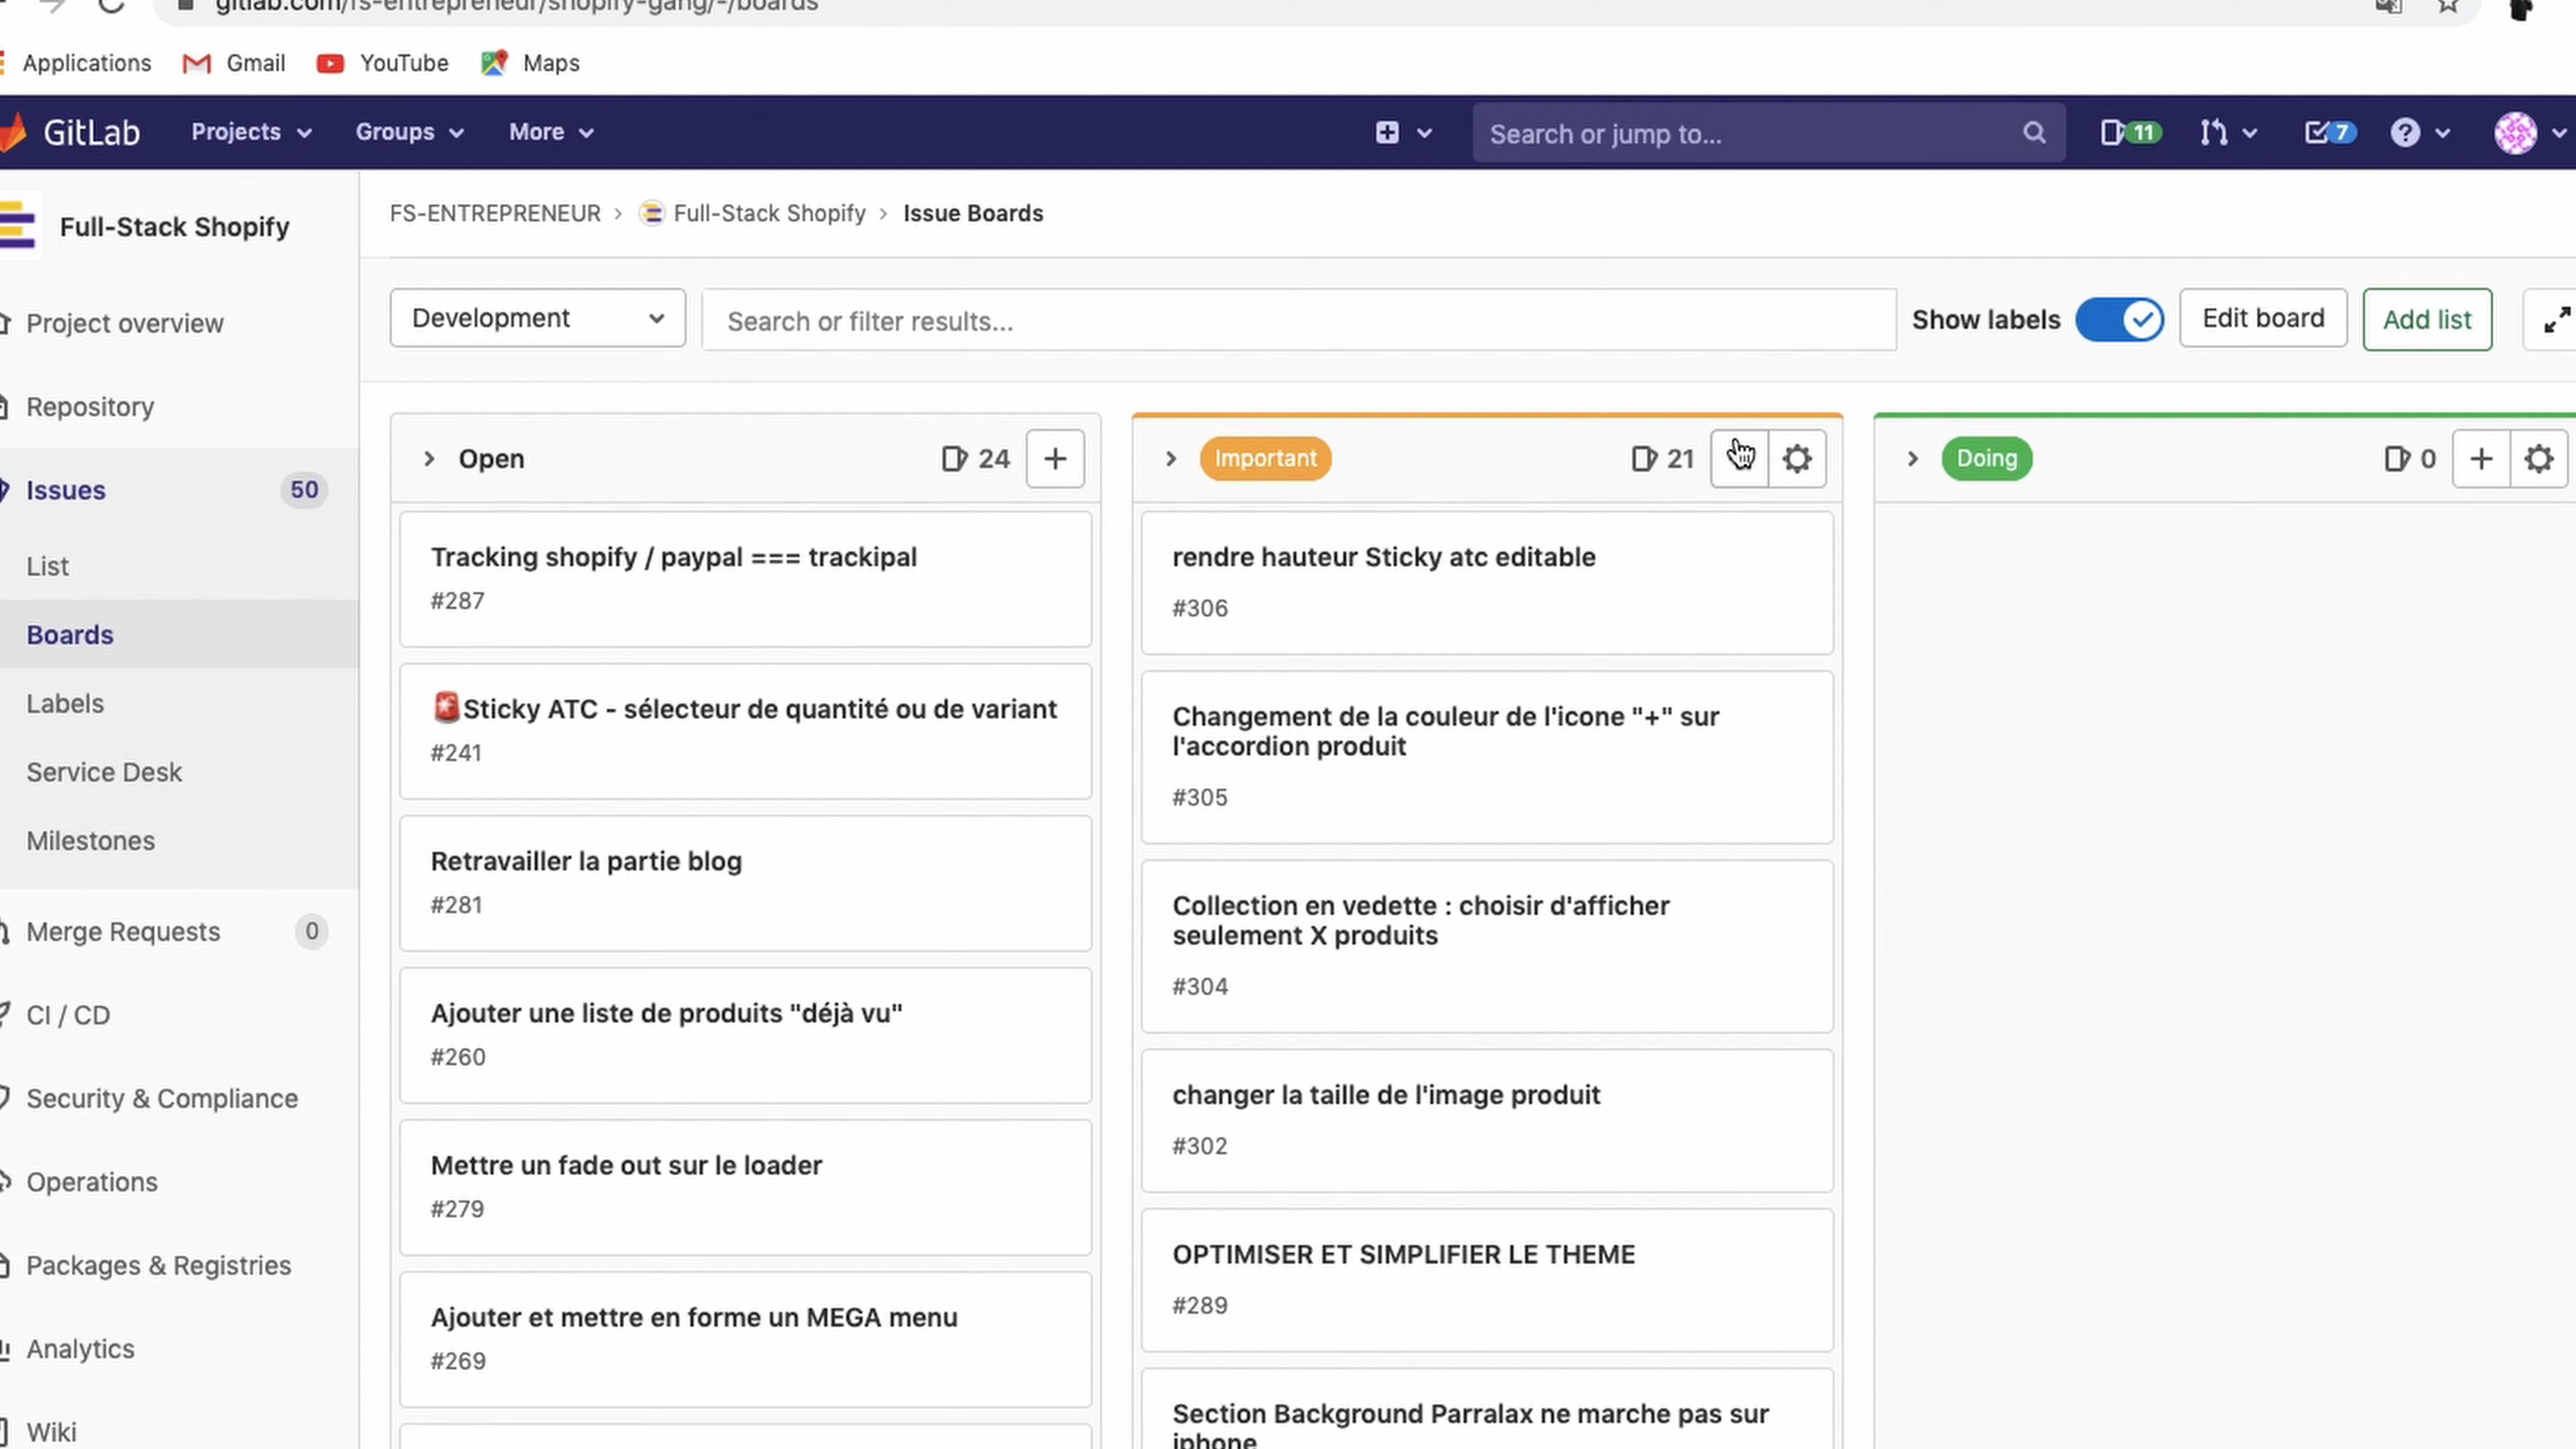 gitlab.com/fs-entrepreneur/shopify-gang/-/boards
Applications
Gmail
YouTube
Maps
GitLab
Projects
Groups
More
Search or jump to...
11
7
Full-Stack Shopify
Project overview
Repository
Issues
50
List
Boards
Labels
Service Desk
Milestones
Merge Requests
0
CI / CD
Security & Compliance
Operations
Packages & Registries
Analytics
Wiki
FS-ENTREPRENEUR › Full-Stack Shopify › Issue Boards
Development
Search or filter results...
Show labels
Edit board
Add list
Open
24
Tracking shopify / paypal === trackipal
#287
🚨Sticky ATC - sélecteur de quantité ou de variant
#241
Retravailler la partie blog
#281
Ajouter une liste de produits "déjà vu"
#260
Mettre un fade out sur le loader
#279
Ajouter et mettre en forme un MEGA menu
#269
Important
21
rendre hauteur Sticky atc editable
#306
Changement de la couleur de l'icone "+" sur
l'accordion produit
#305
Collection en vedette : choisir d'afficher
seulement X produits
#304
changer la taille de l'image produit
#302
OPTIMISER ET SIMPLIFIER LE THEME
#289
Section Background Parralax ne marche pas sur
iphone
Doing
0